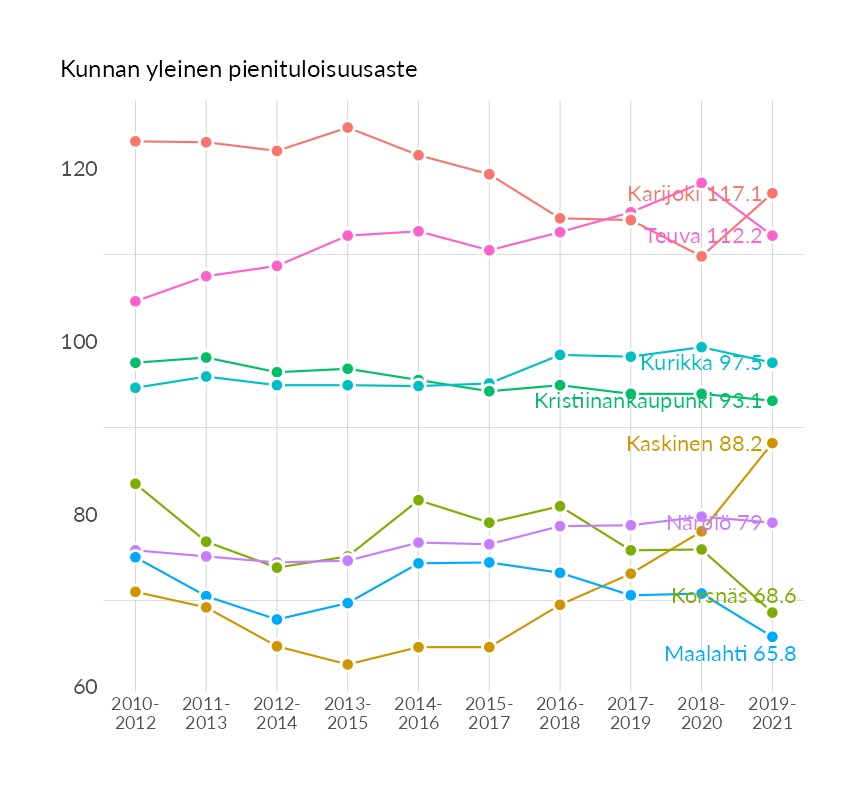 Kunnan yleinen pienituloisuusaste
120
Karijoki 117.1
Teuva 112.2
100
Kurikka 97.5
Kristiinankaupunki 93.1
Kaskinen 88.2
80
Närpiö 79
Korsnäs 68.6
Maalahti 65.8
60
2010- 2011- 2012- 2013- 2014- 2015- 2016- 2017- 2018- 2019-
2012 2013 2014 2015 2016 2017 2018 2019 2020 2021